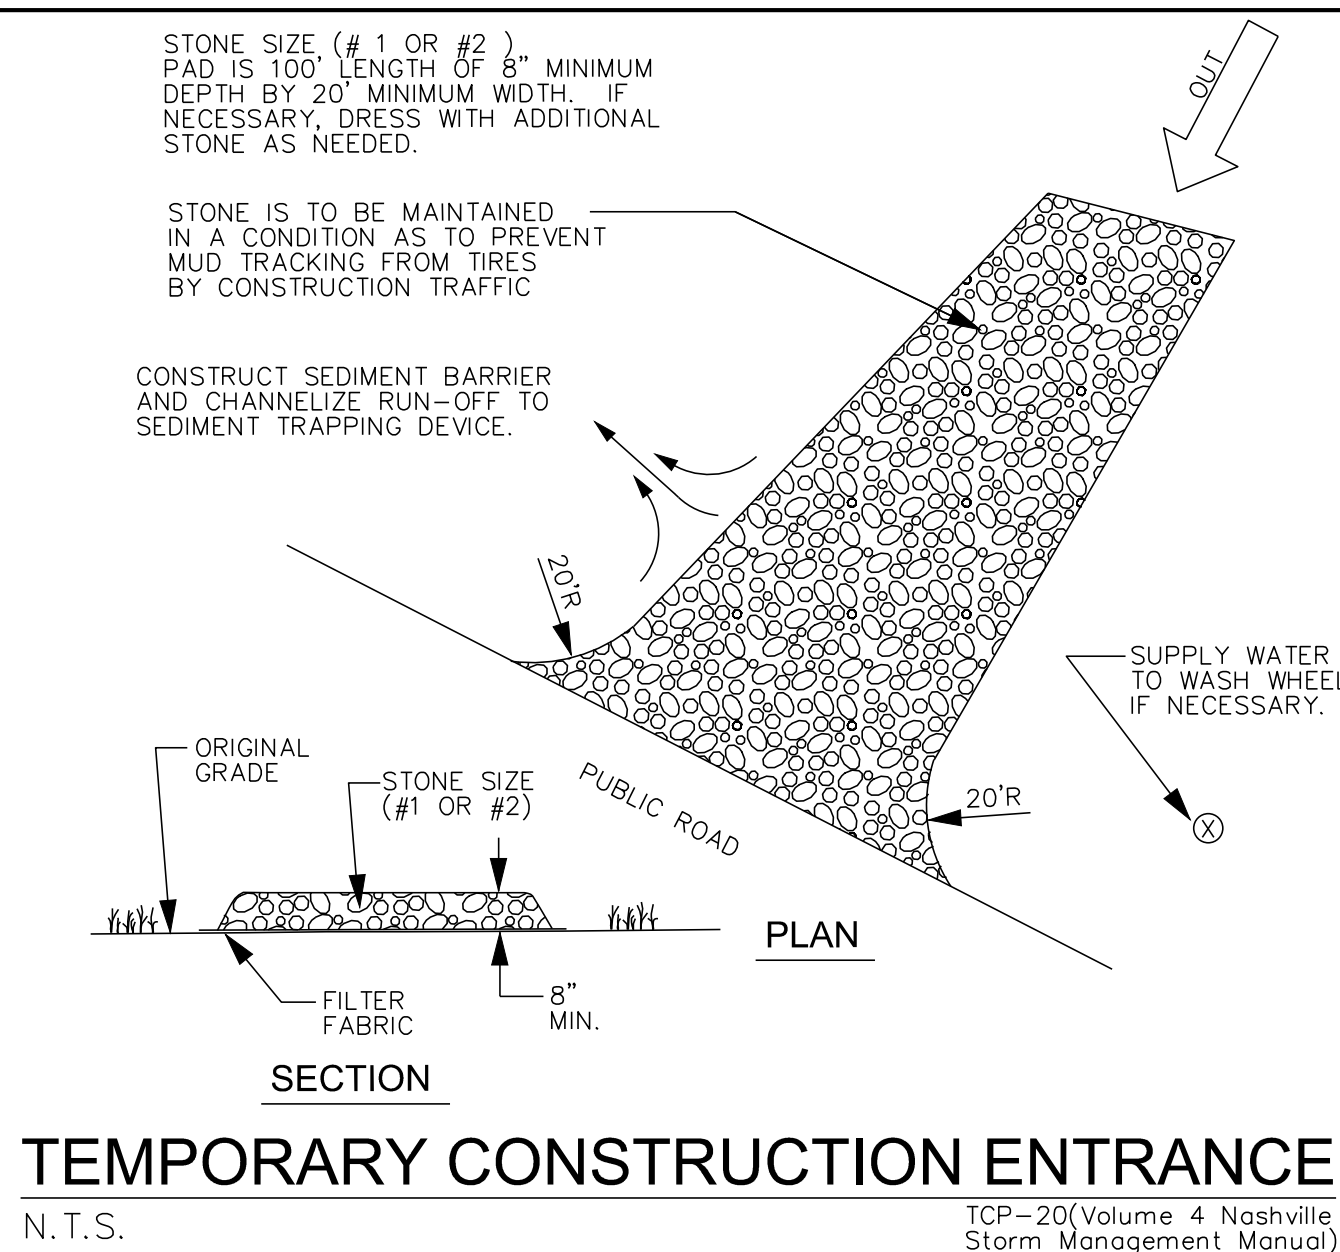 STONE SIZE (# 1 OR #2 )
PAD IS 100' LENGTH OF 8" MINIMUM
DEPTH BY 20' MINIMUM WIDTH. IF
NECESSARY, DRESS WITH ADDITIONAL
STONE AS NEEDED.
OUT
STONE IS TO BE MAINTAINED
IN A CONDITION AS TO PREVENT
MUD TRACKING FROM TIRES
BY CONSTRUCTION TRAFFIC
CONSTRUCT SEDIMENT BARRIER
AND CHANNELIZE RUN-OFF TO
SEDIMENT TRAPPING DEVICE.
20'R
SUPPLY WATER
TO WASH WHEEL
IF NECESSARY.
ORIGINAL
GRADE
STONE SIZE
(#1 OR #2)
PUBLIC ROAD
20'R
X
PLAN
FILTER
FABRIC
8"
MIN.
SECTION
TEMPORARY CONSTRUCTION ENTRANCE
N.T.S.
TCP-20(Volume 4 Nashville
Storm Management Manual)